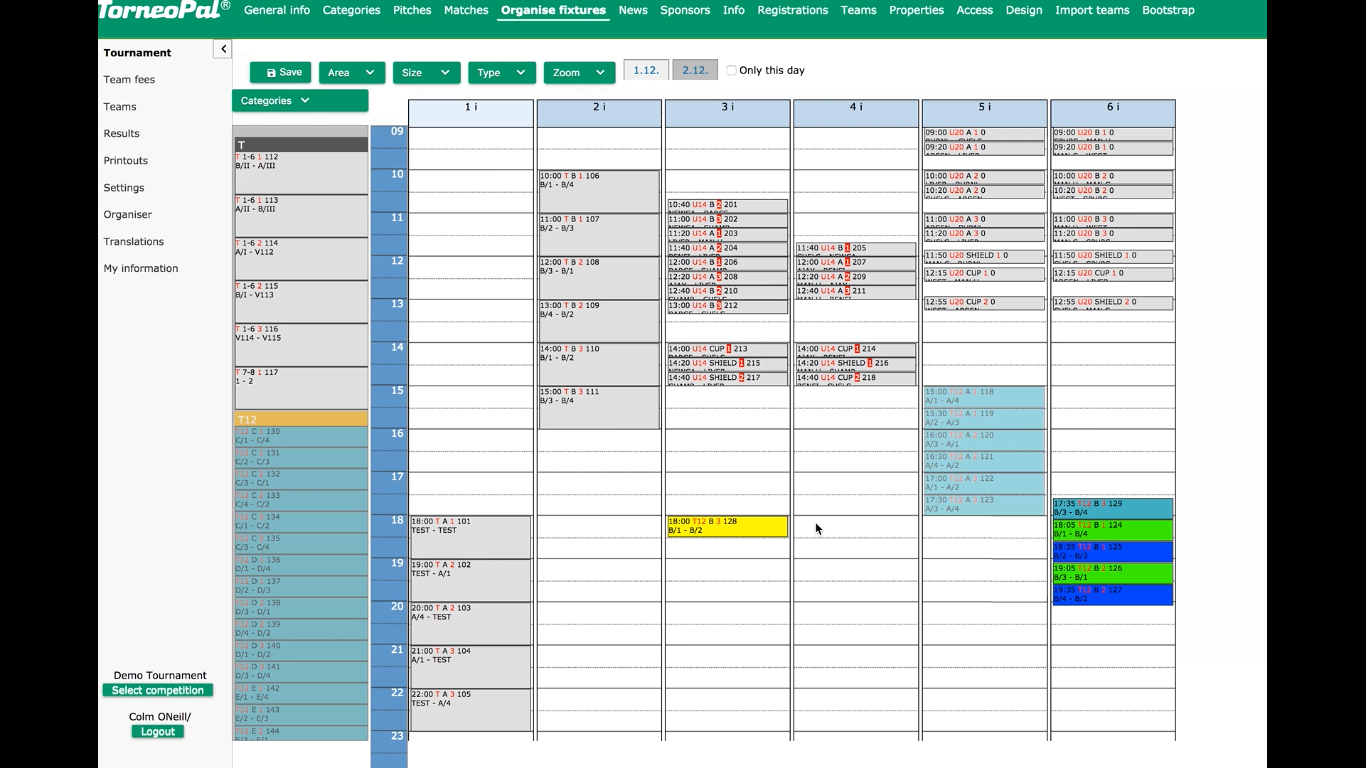 TorneoPal®
General info Categories Pitches Matches Organise fixtures News Sponsors Info Registrations Teams Properties Access Design Import teams Bootstrap
Tournament
Team fees
Teams
Results
Printouts
Settings
Organiser
Translations
My information
Demo Tournament
Select competition
Colm ONeill/
Logout
Save Area Size Type Zoom 1.12. 2.12. Only this day
Categories
T
T 1-6 1 112
B/II - A/III
T 1-6 1 113
A/II - B/III
T 1-6 2 114
A/I - V112
T 1-6 2 115
B/I - V113
T 1-6 3 116
V114 - V115
T 7-8 1 117
1 - 2
T12
T12 C 1 130
C/1 - C/4
T12 C 1 131
C/2 - C/3
T12 C 2 132
C/3 - C/1
T12 C 2 133
C/4 - C/2
T12 C 3 134
C/1 - C/2
T12 C 3 135
C/3 - C/4
T12 D 1 136
D/1 - D/4
T12 D 1 137
D/2 - D/3
T12 D 2 138
D/3 - D/1
T12 D 2 139
D/4 - D/2
T12 D 3 140
D/1 - D/2
T12 D 3 141
D/3 - D/4
T12 E 1 142
E/1 - E/4
T12 E 1 143
E/2 - E/3
T12 E 2 144
09
10
11
12
13
14
15
16
17
18
19
20
21
22
23
1 i
18:00 T A 1 101
TEST - TEST
19:00 T A 2 102
TEST - A/1
20:00 T A 2 103
A/4 - TEST
21:00 T A 3 104
A/1 - TEST
22:00 T A 3 105
TEST - A/4
2 i
10:00 T B 1 106
B/1 - B/4
11:00 T B 1 107
B/2 - B/3
12:00 T B 2 108
B/3 - B/1
13:00 T B 2 109
B/4 - B/2
14:00 T B 3 110
B/1 - B/2
15:00 T B 3 111
B/3 - B/4
3 i
10:40 U14 B 2 201
11:00 U14 B 3 202
11:20 U14 A 1 203
11:40 U14 A 2 204
12:00 U14 B 1 206
12:20 U14 A 3 208
12:40 U14 B 2 210
13:00 U14 B 3 212
14:00 U14 CUP 1 213
14:20 U14 SHIELD 1 215
14:40 U14 SHIELD 2 217
18:00 T12 B 3 128
B/1 - B/2
4 i
11:40 U14 B 1 205
12:00 U14 A 1 207
12:20 U14 A 2 209
12:40 U14 A 3 211
14:00 U14 CUP 1 214
14:20 U14 SHIELD 1 216
14:40 U14 CUP 2 218
5 i
09:00 U20 A 1 0
09:20 U20 A 1 0
10:00 U20 A 2 0
10:20 U20 A 2 0
11:00 U20 A 3 0
11:20 U20 A 3 0
11:50 U20 SHIELD 1 0
12:15 U20 CUP 1 0
12:55 U20 CUP 2 0
15:00 T12 A 1 118
A/1 - A/4
15:30 T12 A 1 119
A/2 - A/3
16:00 T12 A 2 120
A/3 - A/1
16:30 T12 A 2 121
A/4 - A/2
17:00 T12 A 3 122
A/1 - A/2
17:30 T12 A 3 123
A/3 - A/4
6 i
09:00 U20 B 1 0
09:20 U20 B 1 0
10:00 U20 B 2 0
10:20 U20 B 2 0
11:00 U20 B 3 0
11:20 U20 B 3 0
11:50 U20 SHIELD 1 0
12:15 U20 CUP 1 0
12:55 U20 SHIELD 2 0
17:35 T12 B 3 129
B/3 - B/4
18:05 T12 B 1 124
B/1 - B/4
18:35 T12 B 1 125
B/2 - B/3
19:05 T12 B 2 126
B/3 - B/1
19:35 T12 B 2 127
B/4 - B/2